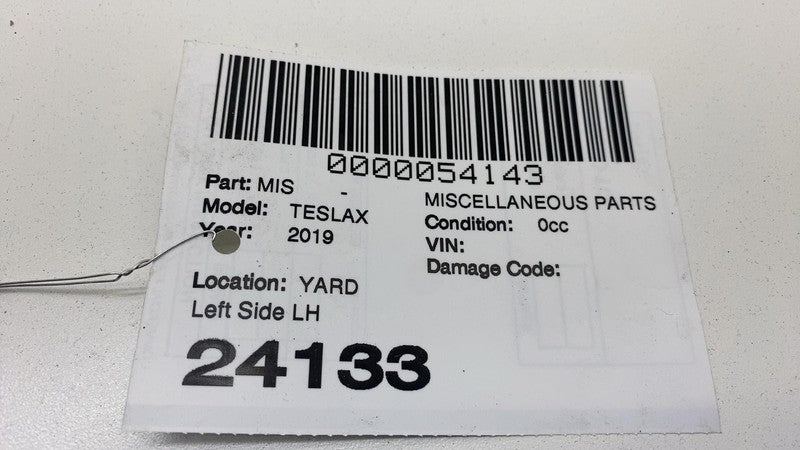 0000054143
Part: MIS -
MISCELLANEOUS PARTS
Model: TESLAX
Condition: 0cc
Year: 2019
VIN:
Damage Code:
Location: YARD
Left Side LH
24133